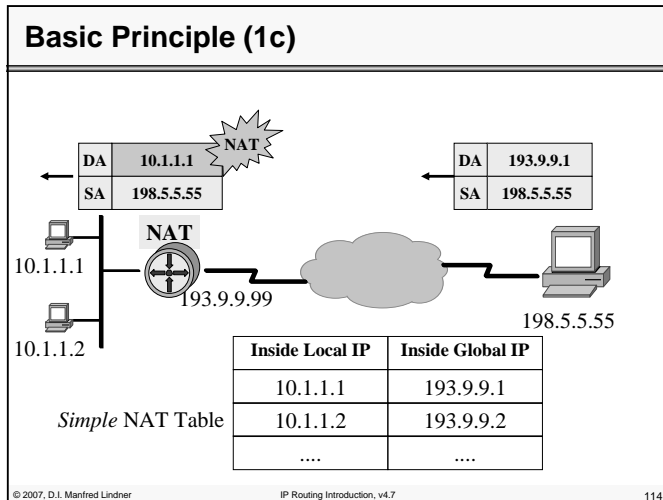 Basic Principle (1c)
DA 10.1.1.1
SA 198.5.5.55
NAT
DA 193.9.9.1
SA 198.5.5.55
NAT
10.1.1.1
193.9.9.99
10.1.1.2
198.5.5.55
Inside Local IP Inside Global IP
10.1.1.1 193.9.9.1
10.1.1.2 193.9.9.2
.... ....
Simple NAT Table
© 2007, D.I. Manfred Lindner IP Routing Introduction, v4.7 114